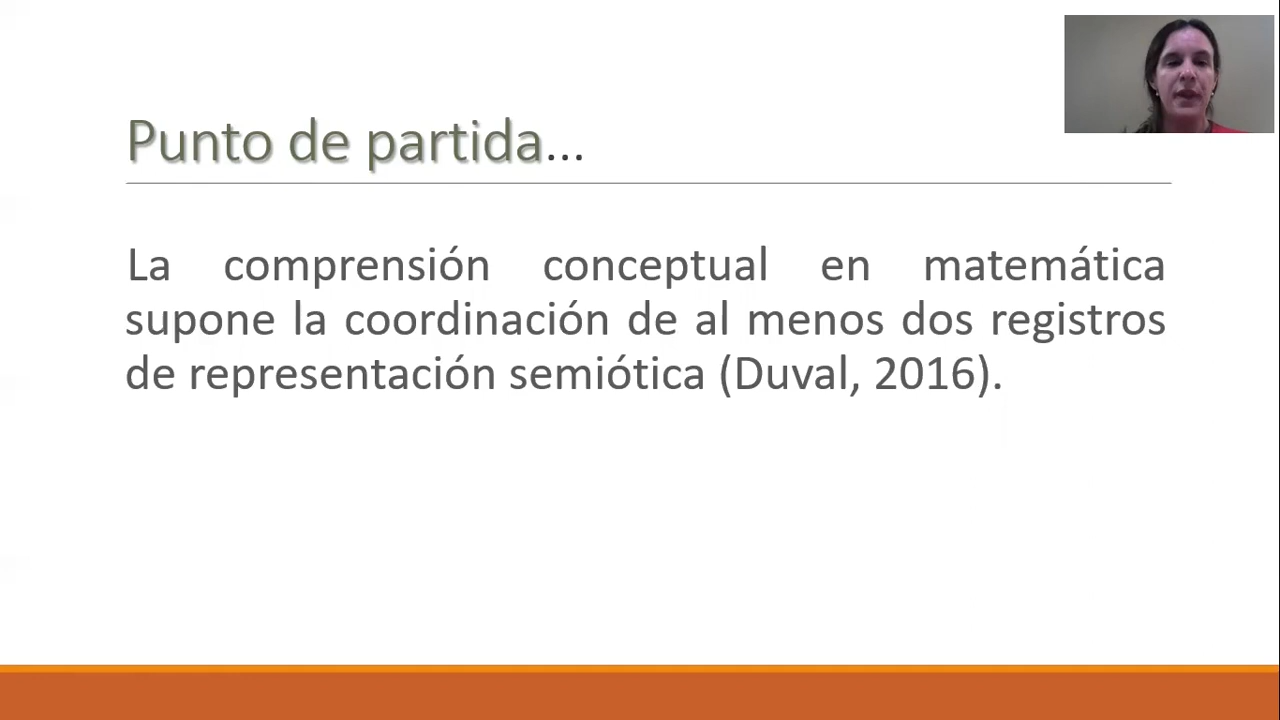 Punto de partida...
La comprensión conceptual en matemática
supone la coordinación de al menos dos registros
de representación semiótica (Duval, 2016).